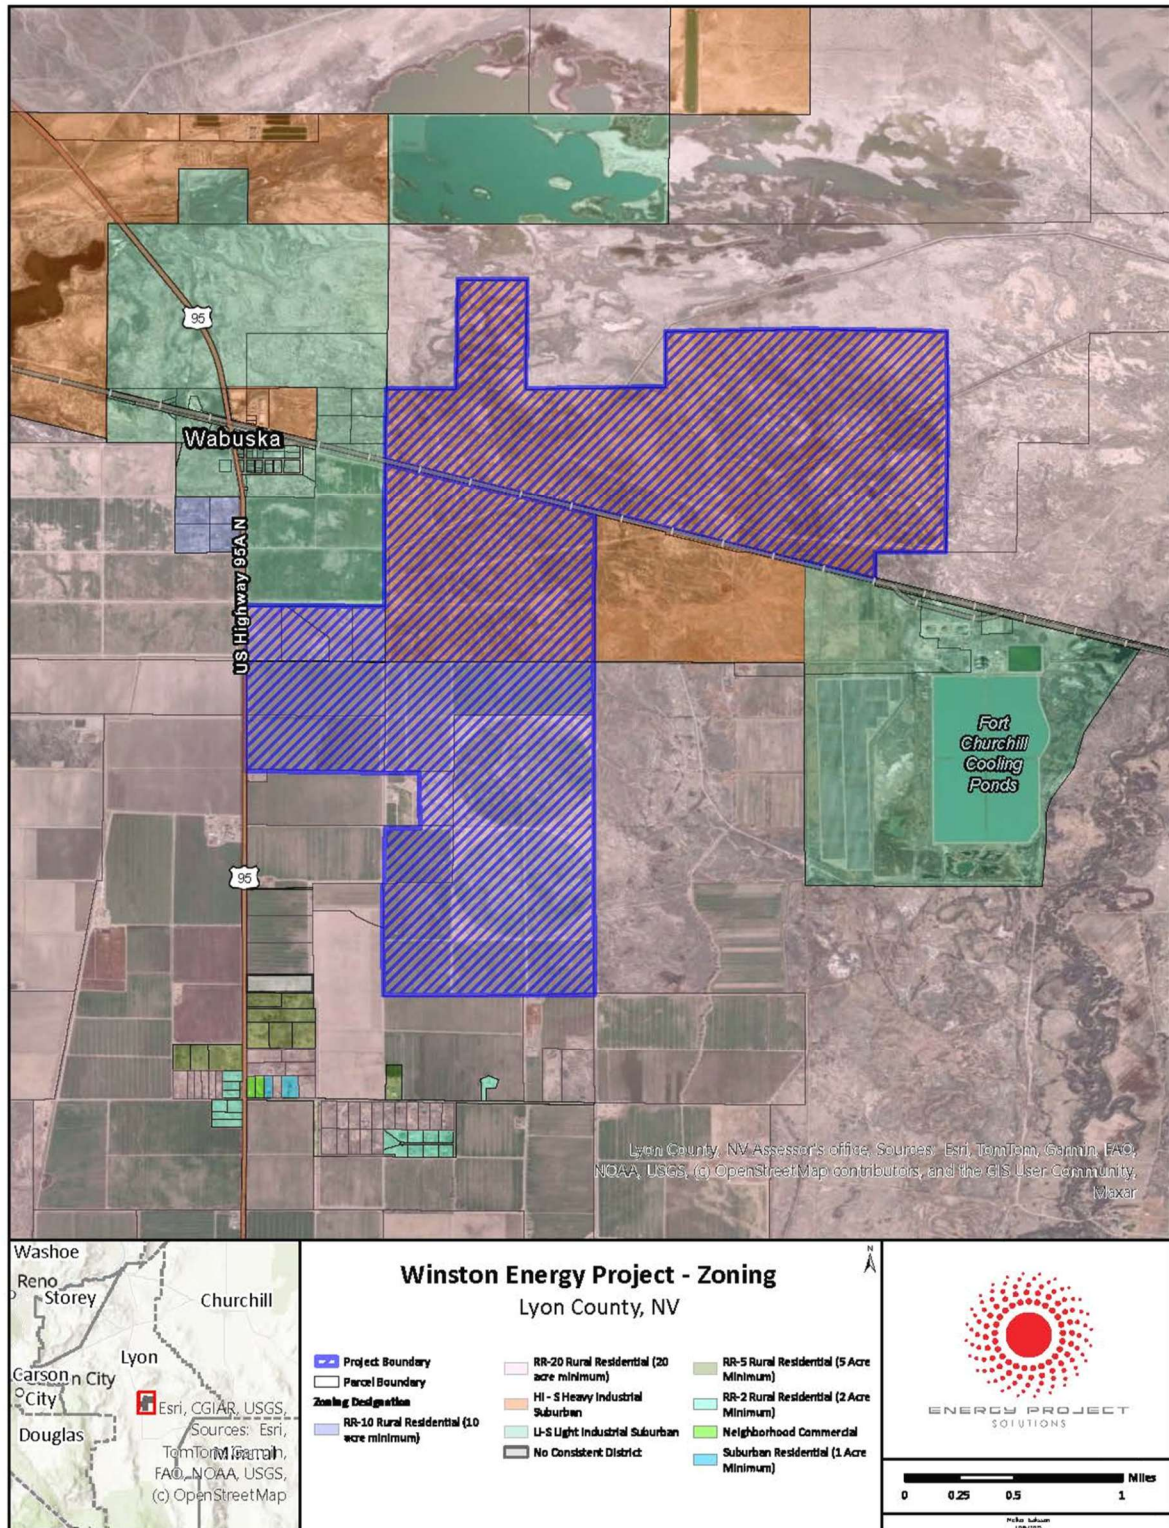 95
Wabuska
US Highway 95A N
Fort
Churchill
Cooling
Ponds
95
Lyon County, NV Assessor's office, Sources: Esri, TomTom, Garmin, FAO,
NOAA, USGS, (c) OpenStreetMap contributors, and the GIS User Community,
Maxar
Washoe
Reno
Storey
Churchill
Lyon
Carson
City
n City
Douglas
Mineral
Esri, CGIAR, USGS,
Sources: Esri,
TomTom, Garmin,
FAO, NOAA, USGS,
(c) OpenStreetMap
Winston Energy Project - Zoning
Lyon County, NV
N
Project Boundary
Parcel Boundary
Zoning Designation
RR-10 Rural Residential (10
acre minimum)
RR-20 Rural Residential (20
acre minimum)
HI - S Heavy Industrial
Suburban
LI-S Light Industrial Suburban
No Consistent District
RR-5 Rural Residential (5 Acre
Minimum)
RR-2 Rural Residential (2 Acre
Minimum)
Neighborhood Commercial
Suburban Residential (1 Acre
Minimum)
ENERGY PROJECT
SOLUTIONS
Miles
0 0.25 0.5 1